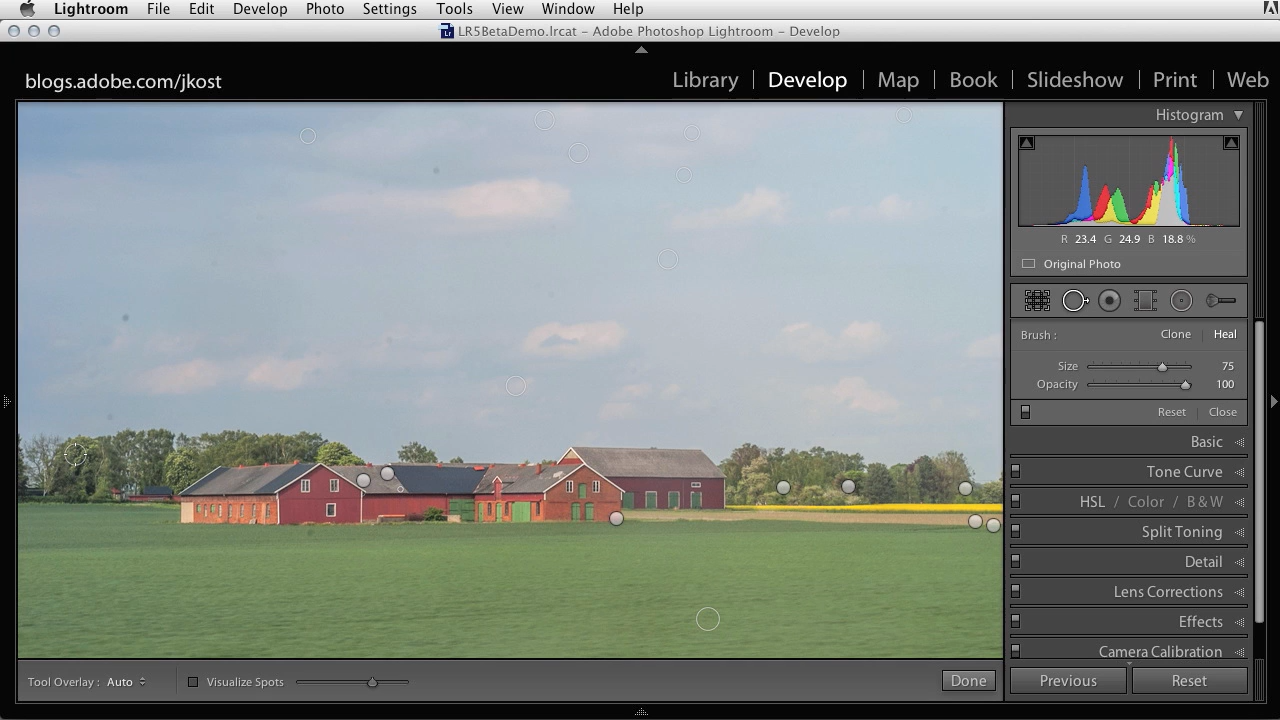 Lightroom File Edit Develop Photo Settings Tools View Window Help
LR5BetaDemo.lrcat – Adobe Photoshop Lightroom – Develop
blogs.adobe.com/jkost
Library | Develop | Map | Book | Slideshow | Print | Web
Histogram
R 23.4 G 24.9 B 18.8 %
Original Photo
Brush : Clone Heal
Size 75
Opacity 100
Reset | Close
Basic
Tone Curve
HSL / Color / B & W
Split Toning
Detail
Lens Corrections
Effects
Camera Calibration
Tool Overlay : Auto Visualize Spots Done
Previous Reset